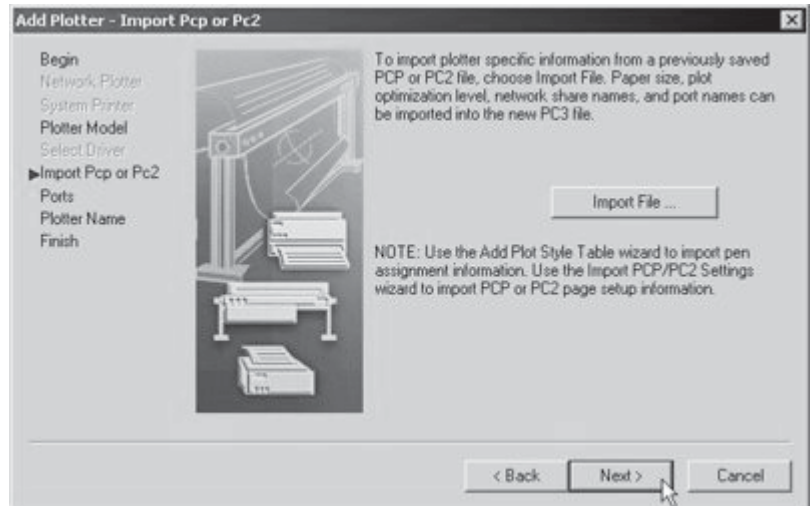 Add Plotter - Import Pcp or Pc2
Begin
Network Plotter
System Printer
Plotter Model
Select Driver
Import Pcp or Pc2
Ports
Plotter Name
Finish
To import plotter specific information from a previously saved
PCP or PC2 file, choose Import File. Paper size, plot
optimization level, network share names, and port names can
be imported into the new PC3 file.
Import File ...
NOTE: Use the Add Plot Style Table wizard to import pen
assignment information. Use the Import PCP/PC2 Settings
wizard to import PCP or PC2 page setup information.
< Back
Next >
Cancel